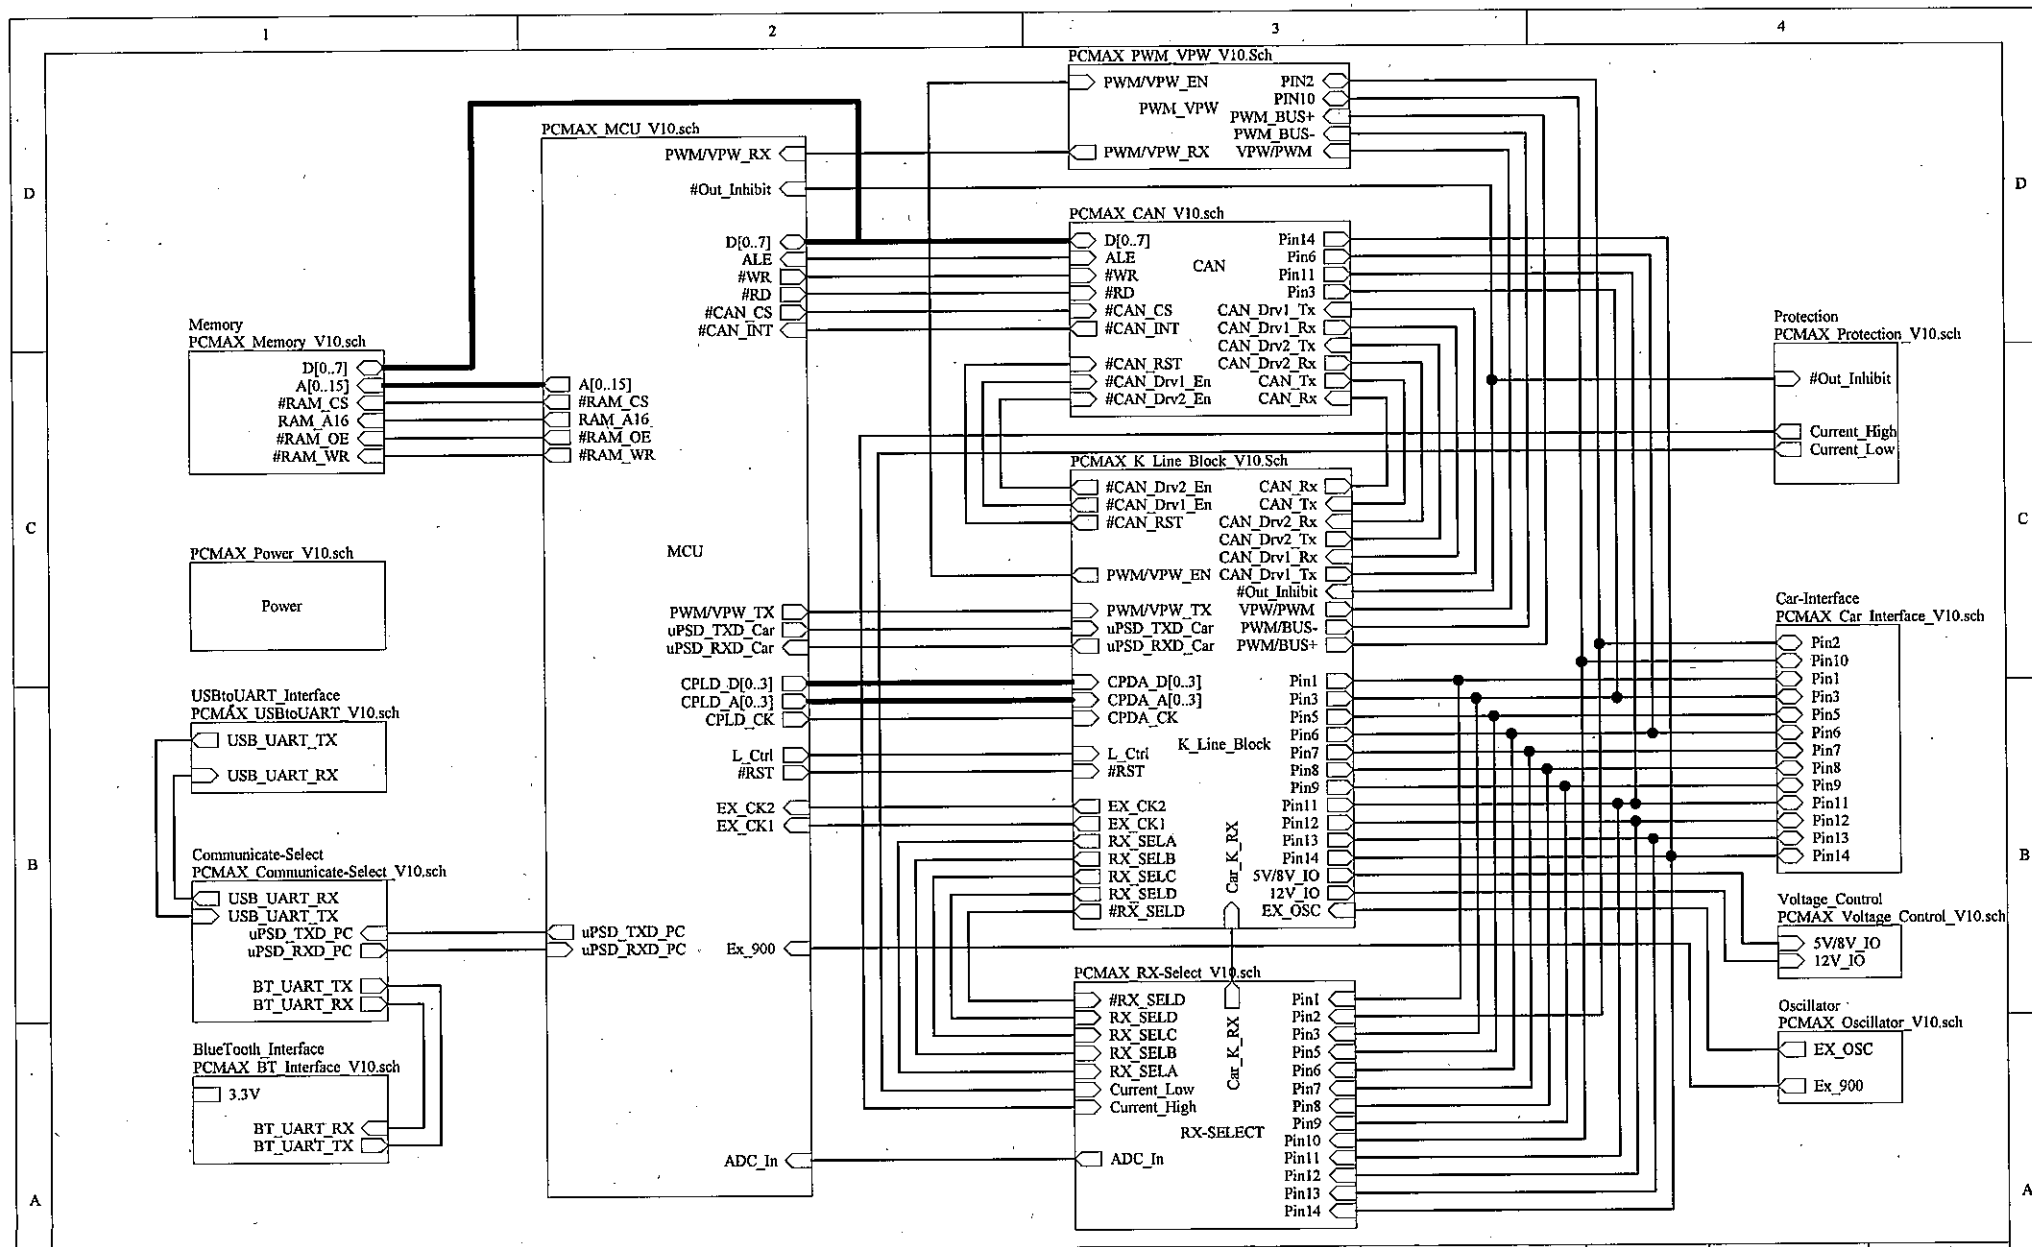 1
2
3
4
D
C
B
A
D
C
B
A
Memory
PCMAX_Memory_V10.sch
D[0..7]
A[0..15]
#RAM_CS
RAM_A16
#RAM_OE
#RAM_WR
PCMAX_Power_V10.sch
Power
USBtoUART_Interface
PCMAX_USBtoUART_V10.sch
USB_UART_TX
USB_UART_RX
Communicate-Select
PCMAX_Communicate-Select_V10.sch
USB_UART_RX
USB_UART_TX
uPSD_TXD_PC
uPSD_RXD_PC
BT_UART_TX
BT_UART_RX
BlueTooth_Interface
PCMAX_BT_Interface_V10.sch
3.3V
BT_UART_RX
BT_UART_TX
PCMAX_MCU_V10.sch
PWM/VPW_RX
#Out_Inhibit
D[0..7]
ALE
#WR
#RD
#CAN_CS
#CAN_INT
A[0..15]
#RAM_CS
RAM_A16
#RAM_OE
#RAM_WR
MCU
PWM/VPW_TX
uPSD_TXD_Car
uPSD_RXD_Car
CPLD_D[0..3]
CPLD_A[0..3]
CPLD_CK
L_Ctrl
#RST
EX_CK2
EX_CK1
uPSD_TXD_PC
uPSD_RXD_PC
Ex_900
ADC_In
PCMAX_PWM_VPW_V10.Sch
PWM/VPW_EN
PWM_VPW
PWM/VPW_RX
PIN2
PIN10
PWM_BUS+
PWM_BUS-
VPW/PWM
PCMAX_CAN_V10.sch
D[0..7]
ALE
#WR
#RD
#CAN_CS
#CAN_INT
#CAN_RST
#CAN_Drv1_En
#CAN_Drv2_En
CAN
Pin14
Pin6
Pin11
Pin3
CAN_Drv1_Tx
CAN_Drv1_Rx
CAN_Drv2_Tx
CAN_Drv2_Rx
CAN_Tx
CAN_Rx
PCMAX_K_Line_Block_V10.Sch
#CAN_Drv2_En
#CAN_Drv1_En
#CAN_RST
PWM/VPW_EN
PWM/VPW_TX
uPSD_TXD_Car
uPSD_RXD_Car
CPDA_D[0..3]
CPDA_A[0..3]
CPDA_CK
L_Ctrl
#RST
EX_CK2
EX_CK1
RX_SELA
RX_SELB
RX_SELC
RX_SELD
#RX_SELD
K_Line_Block
Car_K_RX
CAN_Rx
CAN_Tx
CAN_Drv2_Rx
CAN_Drv2_Tx
CAN_Drv1_Rx
CAN_Drv1_Tx
#Out_Inhibit
VPW/PWM
PWM/BUS-
PWM/BUS+
Pin1
Pin3
Pin5
Pin6
Pin7
Pin8
Pin9
Pin11
Pin12
Pin13
Pin14
5V/8V_IO
12V_IO
EX_OSC
PCMAX_RX-Select_V10.sch
#RX_SELD
RX_SELD
RX_SELC
RX_SELB
RX_SELA
Current_Low
Current_High
Car_K_RX
RX-SELECT
ADC_In
Pin1
Pin2
Pin3
Pin5
Pin6
Pin7
Pin8
Pin9
Pin10
Pin11
Pin12
Pin13
Pin14
Protection
PCMAX_Protection_V10.sch
#Out_Inhibit
Current_High
Current_Low
Car-Interface
PCMAX_Car_Interface_V10.sch
Pin2
Pin10
Pin1
Pin3
Pin5
Pin6
Pin7
Pin8
Pin9
Pin11
Pin12
Pin13
Pin14
Voltage_Control
PCMAX_Voltage_Control_V10.sch
5V/8V_IO
12V_IO
Oscillator
PCMAX_Oscillator_V10.sch
EX_OSC
Ex_900